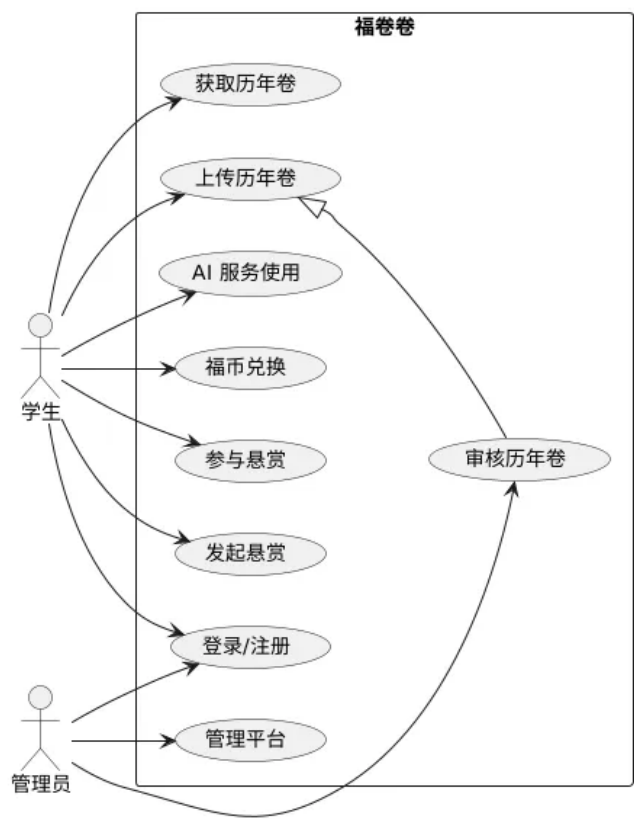 福卷卷
获取历年卷
上传历年卷
AI 服务使用
福币兑换
学生
参与悬赏
审核历年卷
发起悬赏
登录/注册
管理平台
管理员